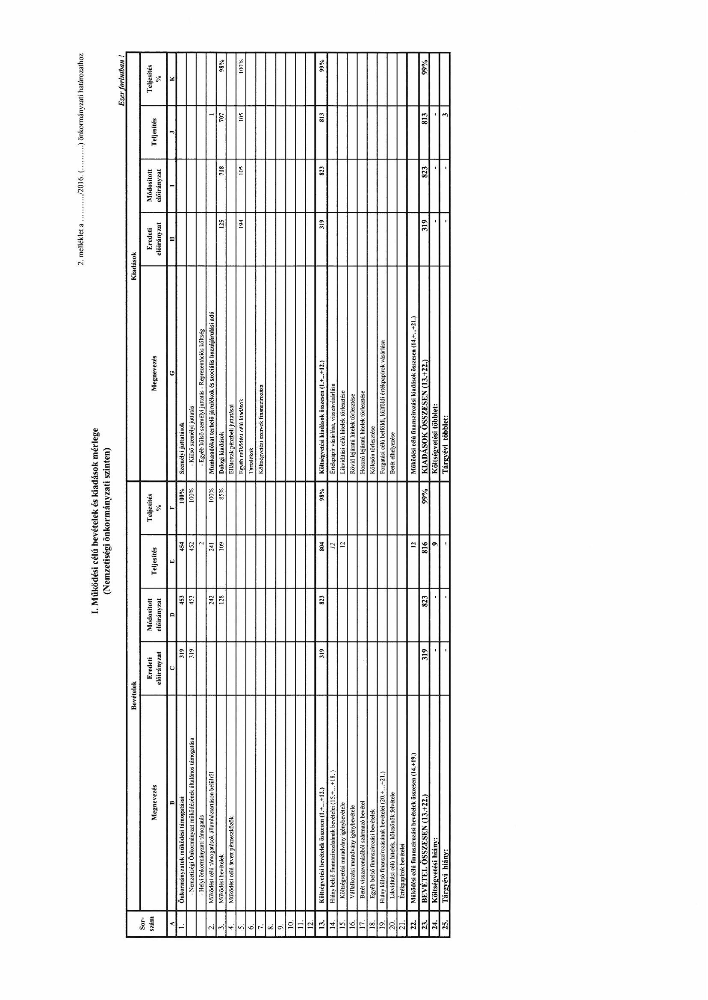 2. melléklet a ............/2016. (..........) önkormányzati határozathoz
I. Működési célú bevételek és kiadások mérlege
(Nemzetiségi önkormányzati szinten)
Ezer forintban !
Sor-szám Bevételek Kiadások
Megnevezés Eredeti előirányzat Módosított előirányzat Teljesítés Teljesítés % Megnevezés Eredeti előirányzat Módosított előirányzat Teljesítés Teljesítés %
A B C D E F G H I J K
1. Önkormányzatok működési támogatásai 319 453 454 100% Személyi juttatások
- Nemzetiségi Önkormányzat működésének általános támogatása 319 453 452 100% - Külső személyi juttatás
- Helyi önkormányzati támogatás 2 - Egyéb külső személyi juttatás - Reprezentációs költség
2. Működési célú támogatások államháztartáson belülről 242 241 100% Munkaadókat terhelő járulékok és szociális hozzájárulási adó 1
3. Működési bevételek 128 109 85% Dologi kiadások 125 718 707 98%
4. Működési célú átvett pénzeszközök Ellátottak pénzbeli juttatásai
5. Egyéb működési célú kiadások 194 105 105 100%
6. Tartalékok
7. Költségvetési szervek finanszírozása
8.
9.
10.
11.
12.
13. Költségvetési bevételek összesen (1.+...+12.) 319 823 804 98% Költségvetési kiadások összesen (1.+...+12.) 319 823 813 99%
14. Hiány belső finanszírozásának bevételei (15.+...+18. ) 12 Értékpapír vásárlása, visszavásárlása
15. Költségvetési maradvány igénybevétele 12 Likviditási célú hitelek törlesztése
16. Vállalkozási maradvány igénybevétele Rövid lejáratú hitelek törlesztése
17. Betét visszavonásából származó bevétel Hosszú lejáratú hitelek törlesztése
18. Egyéb belső finanszírozási bevételek Kölcsön törlesztése
19. Hiány külső finanszírozásának bevételei (20.+...+21.) Forgatási célú belföldi, külföldi értékpapírok vásárlása
20. Likviditási célú hitelek, kölcsönök felvétele Betét elhelyezése
21. Értékpapírok bevételei
22. Működési célú finanszírozási bevételek összesen (14.+19.) 12 Működési célú finanszírozási kiadások összesen (14.+...+21.)
23. BEVÉTEL ÖSSZESEN (13.+22.) 319 823 816 99% KIADÁSOK ÖSSZESEN (13.+22.) 319 823 813 99%
24. Költségvetési hiány: - - 9 Költségvetési többlet: - - -
25. Tárgyévi hiány: - - - Tárgyévi többlet: - - 3